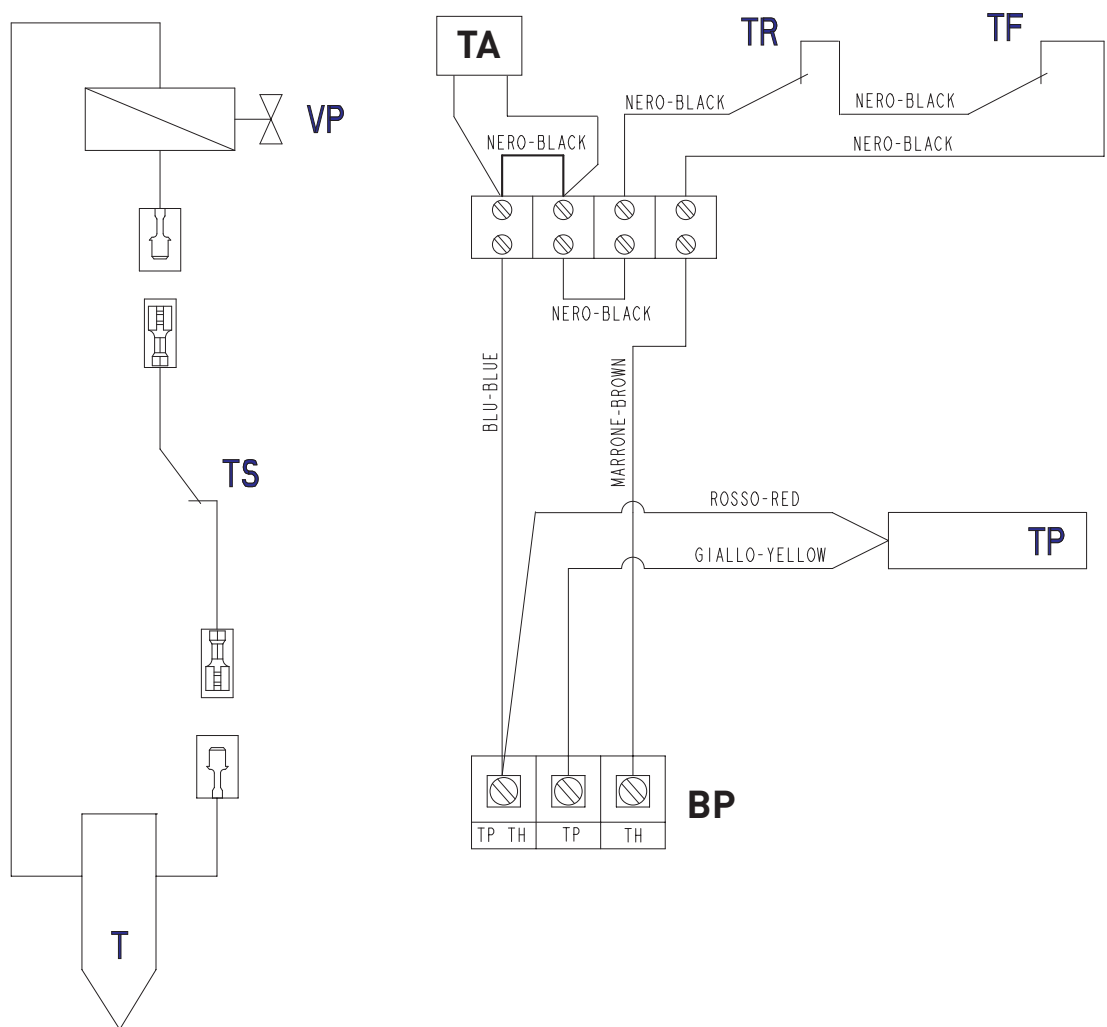 TA
TR
TF
VP
NERO-BLACK
NERO-BLACK
NERO-BLACK
NERO-BLACK
NERO-BLACK
BLU-BLUE
MARRONE-BROWN
TS
ROSSO-RED
GIALLO-YELLOW
TP
BP
TP TH
TP
TH
T